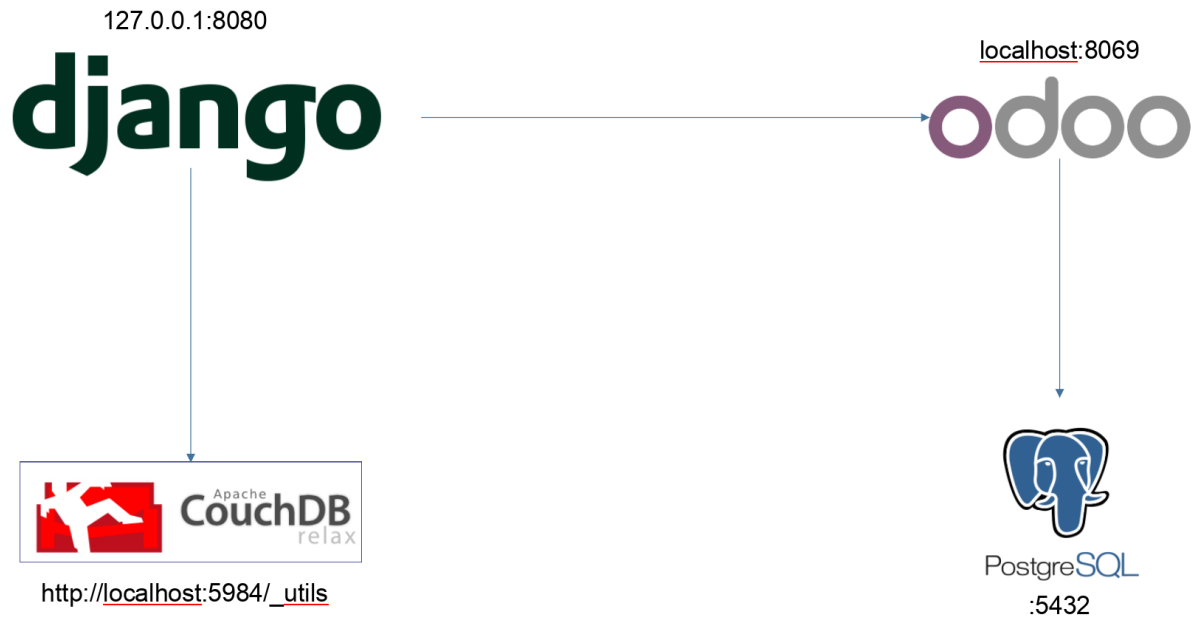 127.0.0.1:8080
localhost:8069
django
odoo
Apache
CouchDB
relax
PostgreSQL
http://localhost:5984/_utils
:5432